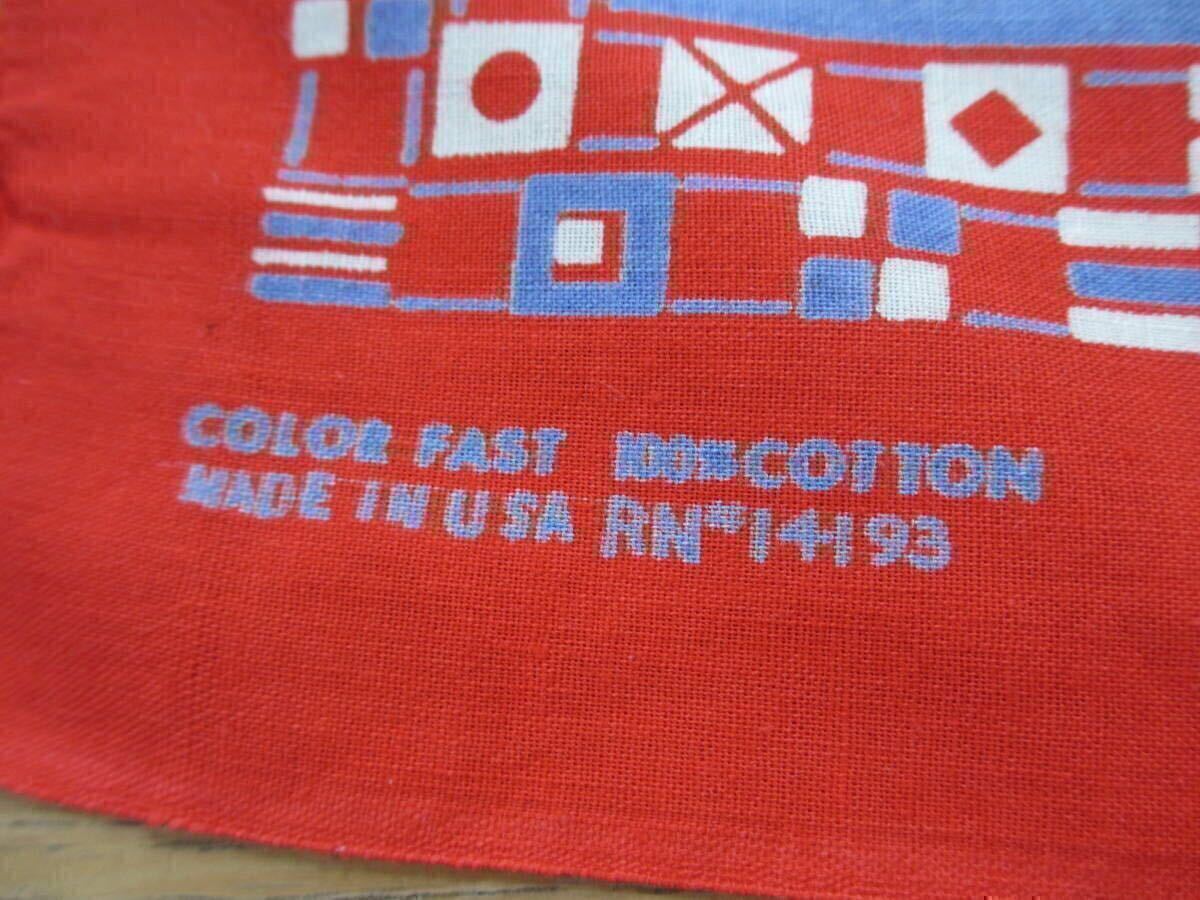 COLOR FAST 100% COTTON
MADE IN USA RN#14193